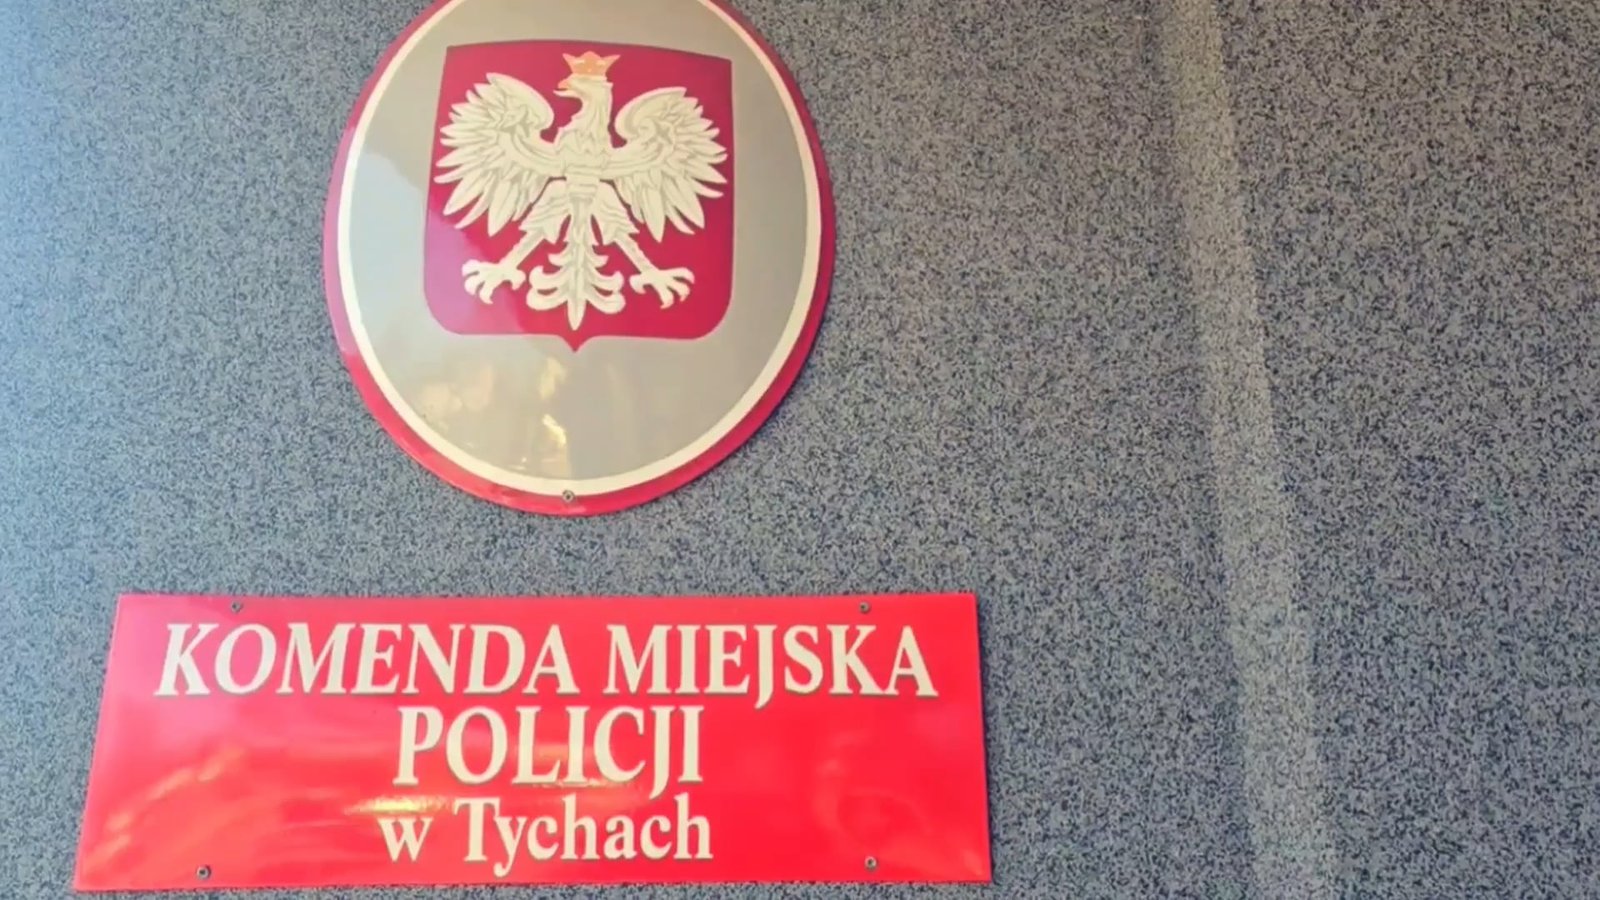 KOMENDA MIEJSKA
POLICJI
w Tychach